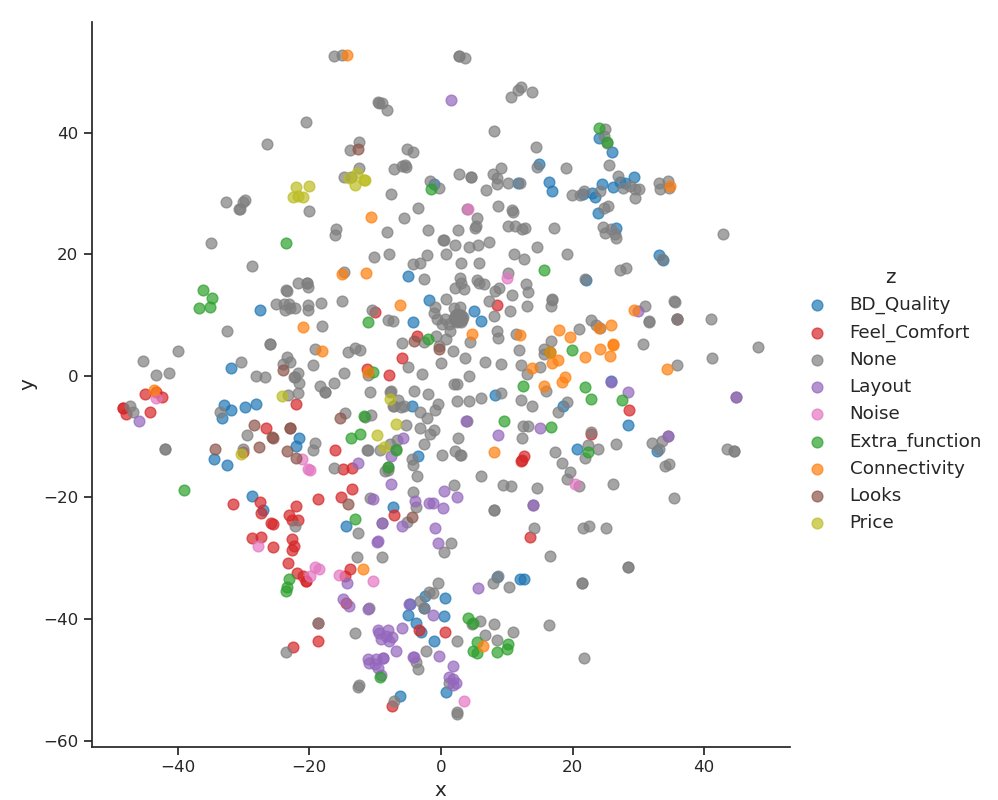 40
20
0
−20
−40
−60
y
−40
−20
0
20
40
x
z
BD_Quality
Feel_Comfort
None
Layout
Noise
Extra_function
Connectivity
Looks
Price